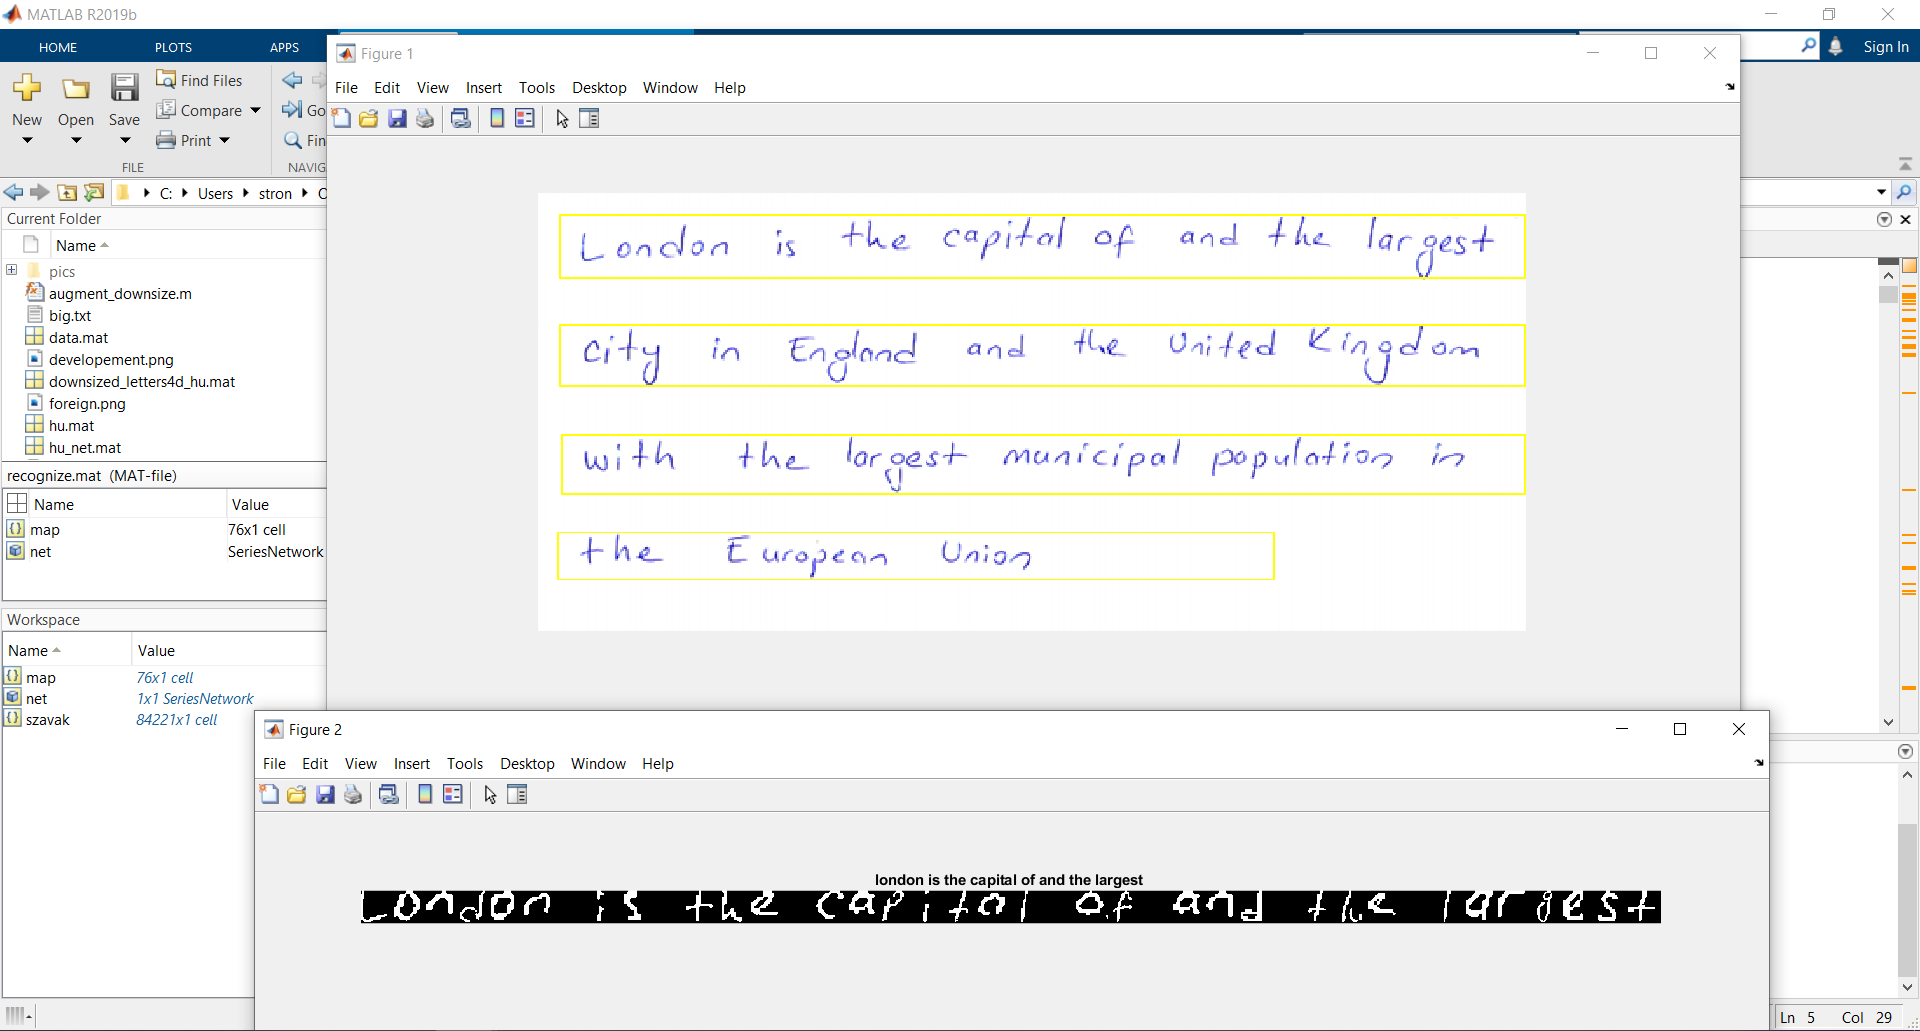 MATLAB R2019b
HOME PLOTS APPS
Sign In
Figure 1
File Edit View Insert Tools Desktop Window Help
New Open Save
Find Files
Compare
Print
Go
FILE
C: Users stron
Current Folder
Name
pics
augment_downsize.m
big.txt
data.mat
developement.png
downsized_letters4d_hu.mat
foreign.png
hu.mat
hu_net.mat
recognize.mat (MAT-file)
Name Value
map 76x1 cell
net SeriesNetwork
Workspace
Name Value
map 76x1 cell
net 1x1 SeriesNetwork
szavak 84221x1 cell
London is the capital of and the largest
city in England and the United Kingdom
with the largest municipal population in
the European Union
Figure 2
File Edit View Insert Tools Desktop Window Help
london is the capital of and the largest
London is the capital of and the largest
Ln 5 Col 29